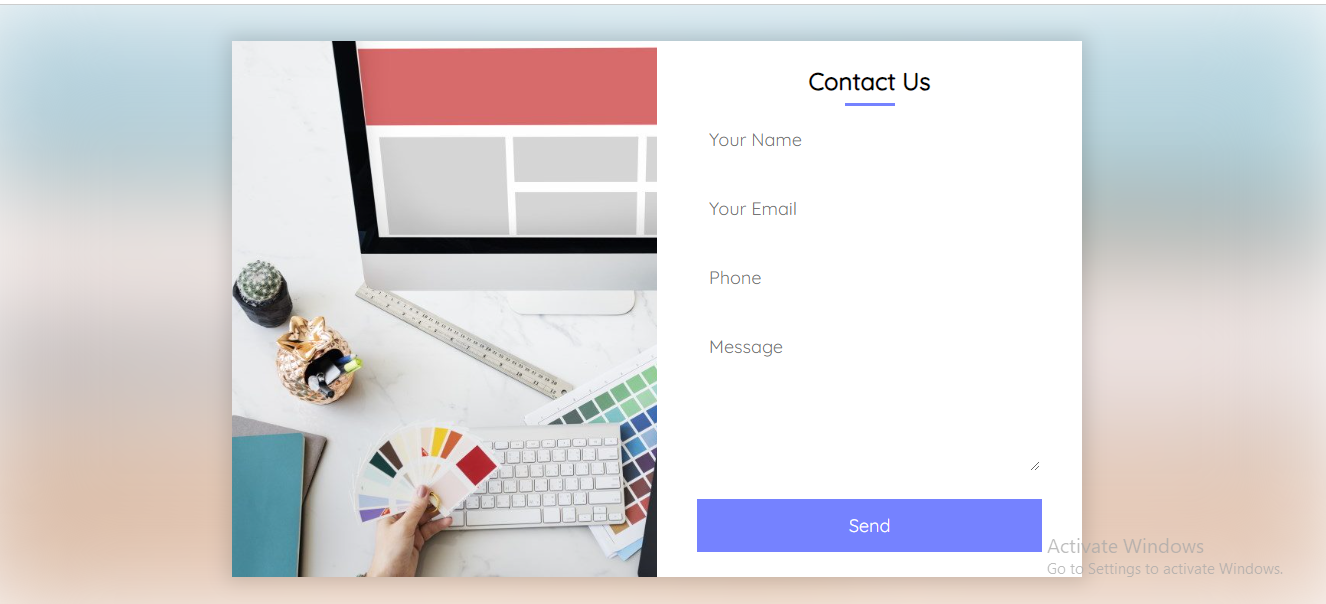 Contact Us
Your Name
Your Email
Phone
Message
Send
Activate Windows
Go to Settings to activate Windows.